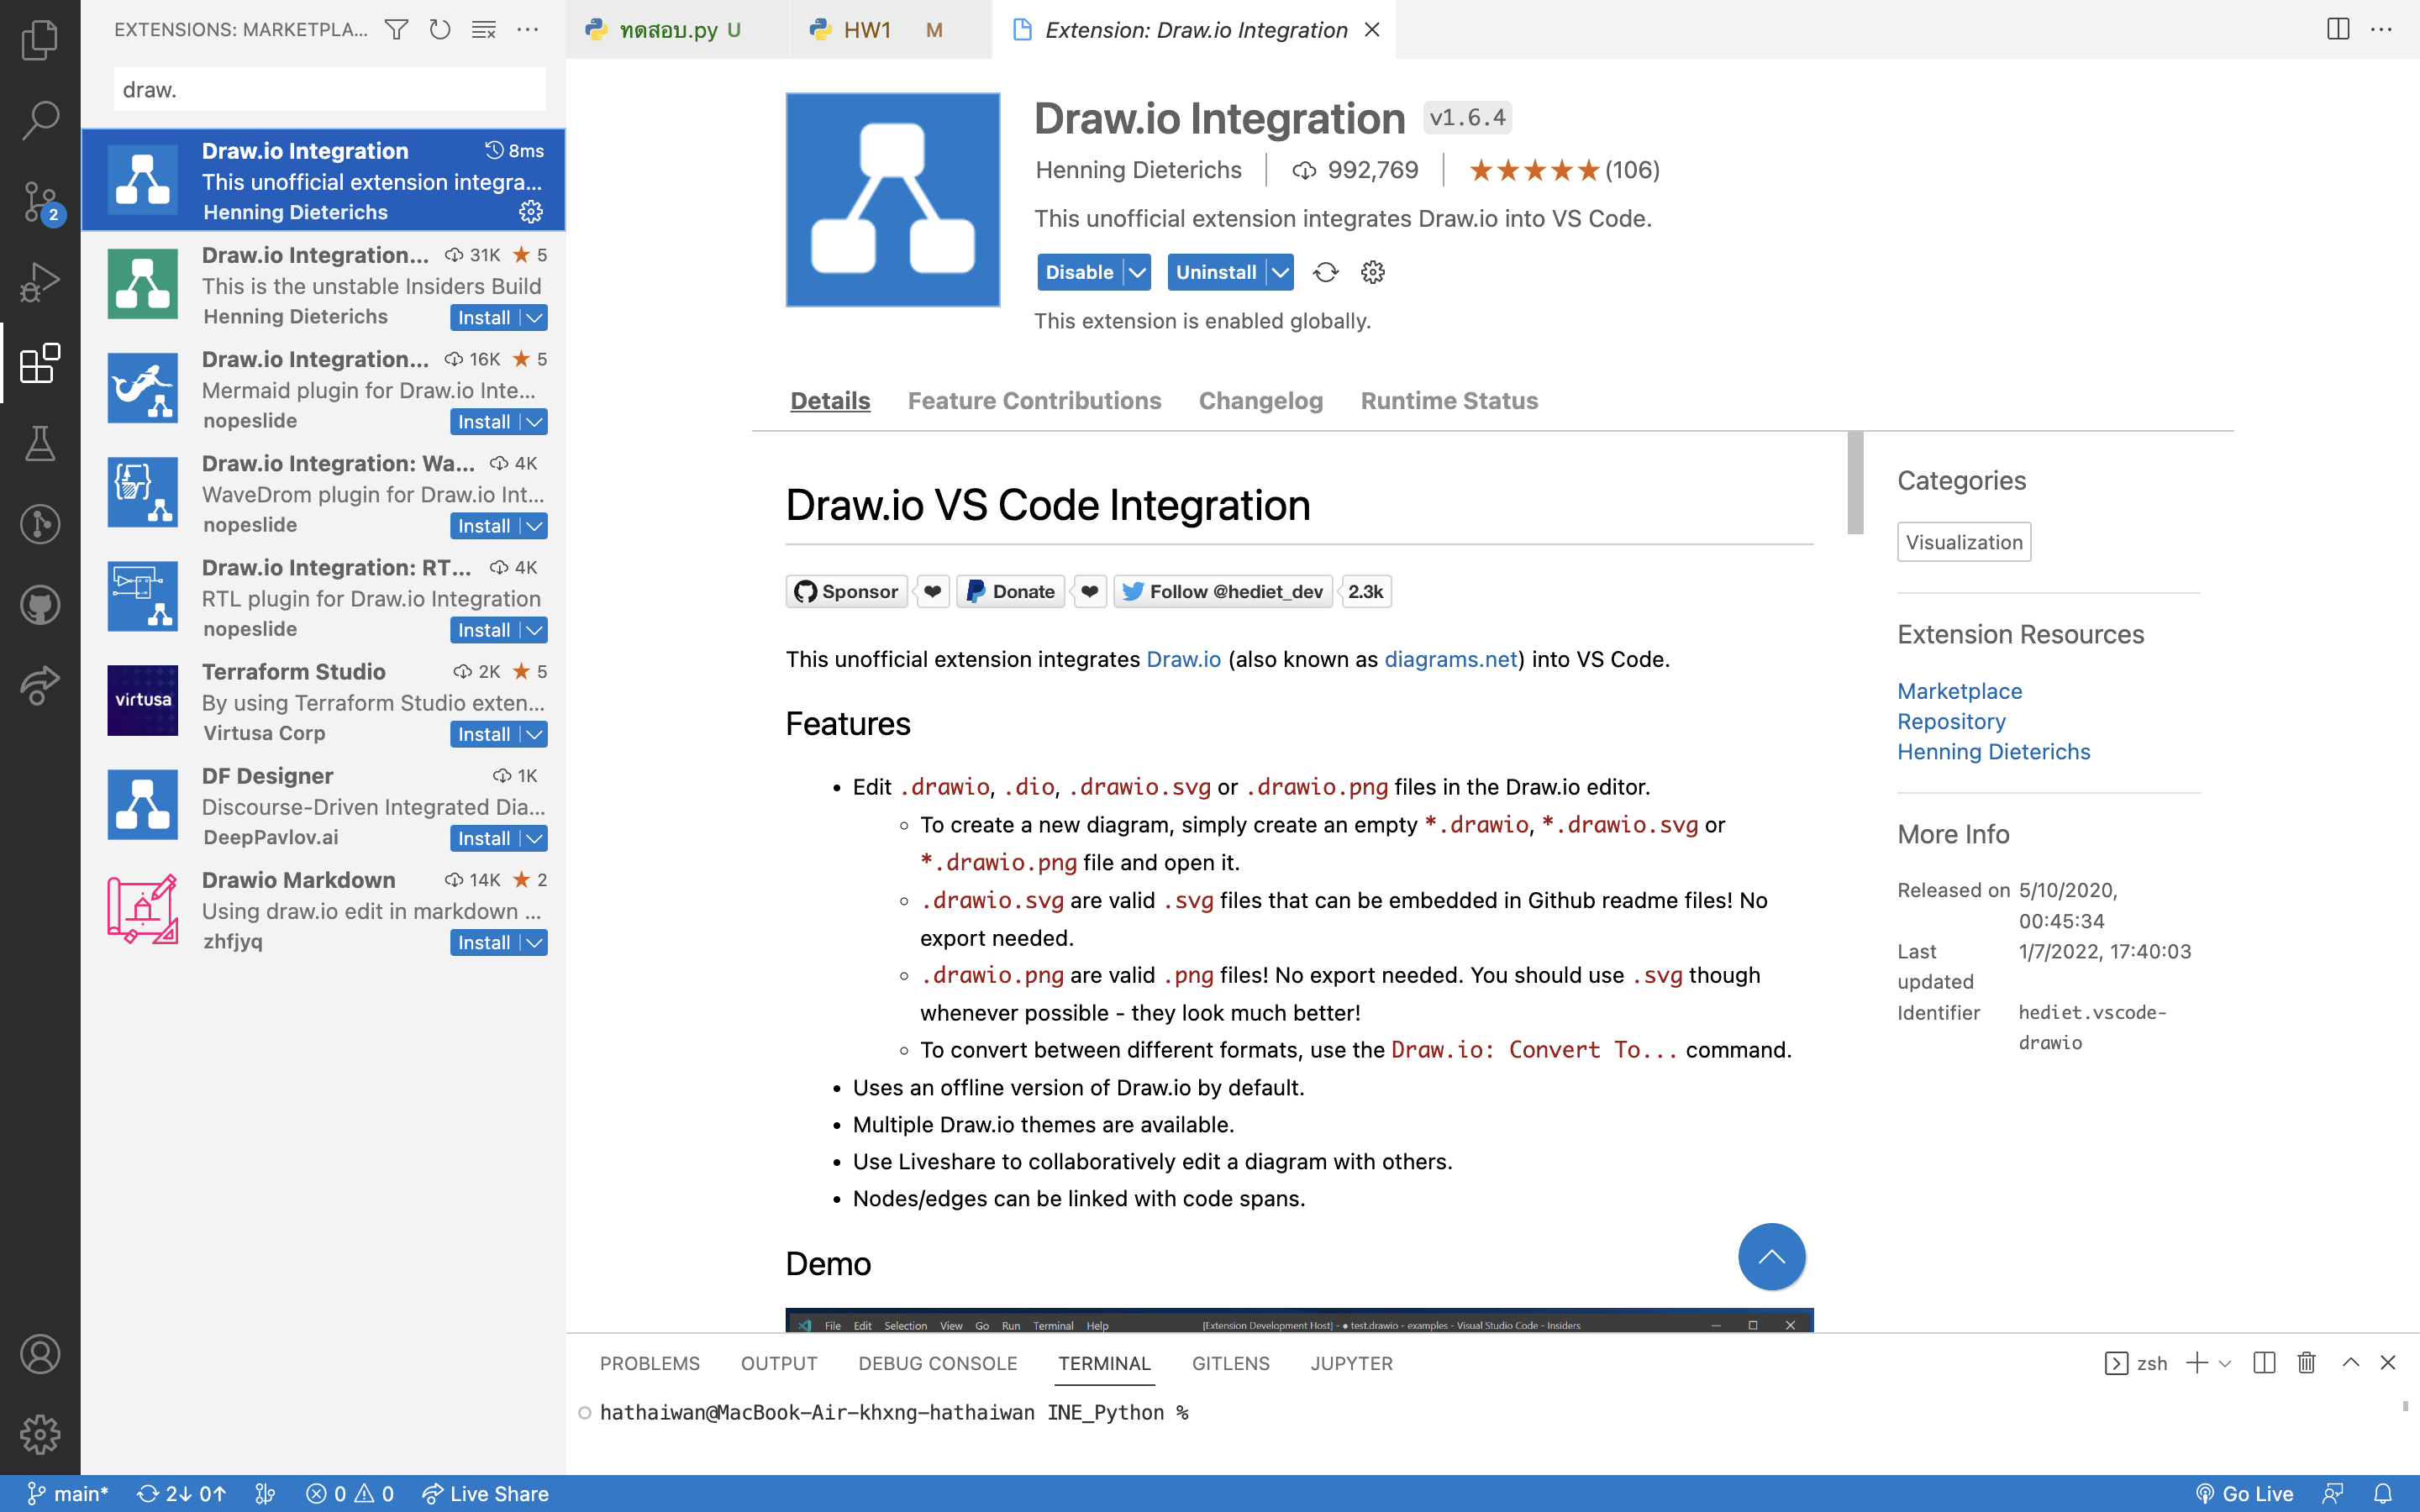 EXTENSIONS: MARKETPLA...
draw.
Draw.io Integration 8ms
This unofficial extension integra...
Henning Dieterichs
Draw.io Integration... 31K ★ 5
This is the unstable Insiders Build
Henning Dieterichs Install
Draw.io Integration... 16K ★ 5
Mermaid plugin for Draw.io Inte...
nopeslide Install
Draw.io Integration: Wa... 4K
WaveDrom plugin for Draw.io Int...
nopeslide Install
Draw.io Integration: RT... 4K
RTL plugin for Draw.io Integration
nopeslide Install
virtusa
Terraform Studio 2K ★ 5
By using Terraform Studio exten...
Virtusa Corp Install
DF Designer 1K
Discourse-Driven Integrated Dia...
DeepPavlov.ai Install
Drawio Markdown 14K ★ 2
Using draw.io edit in markdown ...
zhfjyq Install
2
ทดสอบ.py U
HW1 M
Extension: Draw.io Integration
Draw.io Integration v1.6.4
Henning Dieterichs 992,769 ★★★★★(106)
This unofficial extension integrates Draw.io into VS Code.
Disable Uninstall
This extension is enabled globally.
Details Feature Contributions Changelog Runtime Status
Draw.io VS Code Integration
Sponsor ❤ Donate ❤ Follow @hediet_dev 2.3k
This unofficial extension integrates Draw.io (also known as diagrams.net) into VS Code.
Features
• Edit .drawio, .dio, .drawio.svg or .drawio.png files in the Draw.io editor.
◦ To create a new diagram, simply create an empty *.drawio, *.drawio.svg or
*.drawio.png file and open it.
◦ .drawio.svg are valid .svg files that can be embedded in Github readme files! No
export needed.
◦ .drawio.png are valid .png files! No export needed. You should use .svg though
whenever possible - they look much better!
◦ To convert between different formats, use the Draw.io: Convert To... command.
• Uses an offline version of Draw.io by default.
• Multiple Draw.io themes are available.
• Use Liveshare to collaboratively edit a diagram with others.
• Nodes/edges can be linked with code spans.
Demo
File Edit Selection View Go Run Terminal Help [Extension Development Host] - ● test.drawio - examples - Visual Studio Code - Insiders
Categories
Visualization
Extension Resources
Marketplace
Repository
Henning Dieterichs
More Info
Released on 5/10/2020,
00:45:34
Last 1/7/2022, 17:40:03
updated
Identifier hediet.vscode-
drawio
PROBLEMS OUTPUT DEBUG CONSOLE TERMINAL GITLENS JUPYTER zsh
hathaiwan@MacBook-Air-khxng-hathaiwan INE_Python %
main* 2↓ 0↑ 0 0 Live Share Go Live